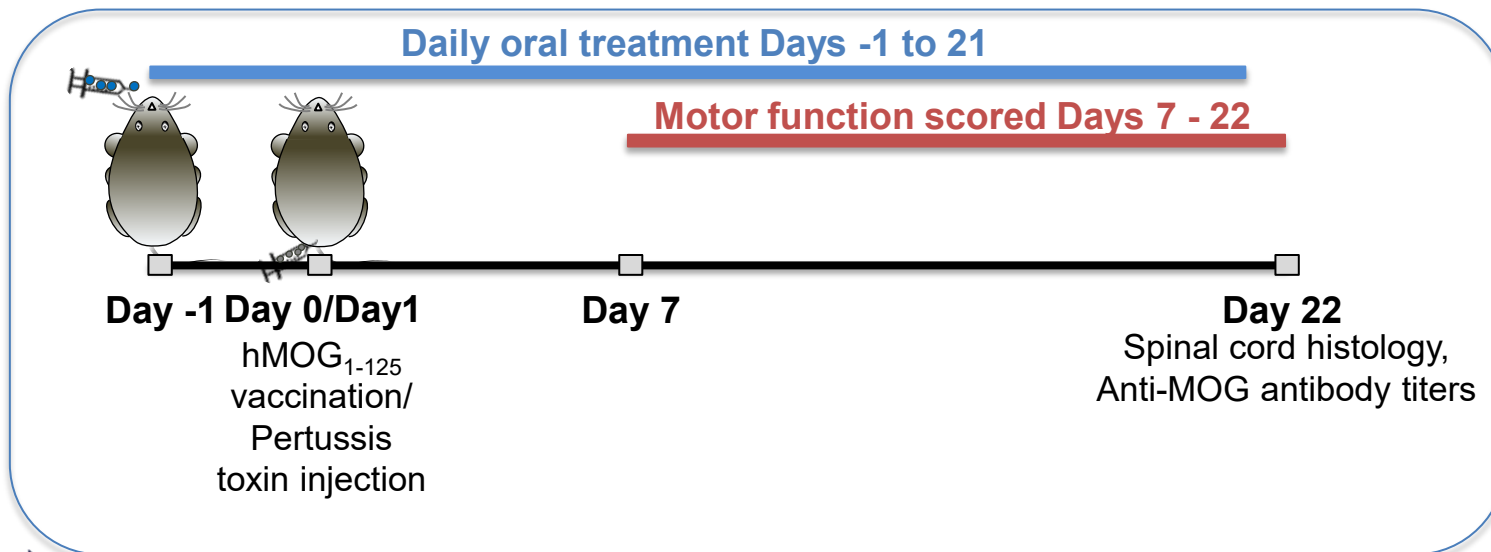 Daily oral treatment Days -1 to 21
Motor function scored Days 7 - 22
Day -1
Day 0/Day1
Day 7
Day 22
hMOG1-125
vaccination/
Pertussis
toxin injection
Spinal cord histology,
Anti-MOG antibody titers